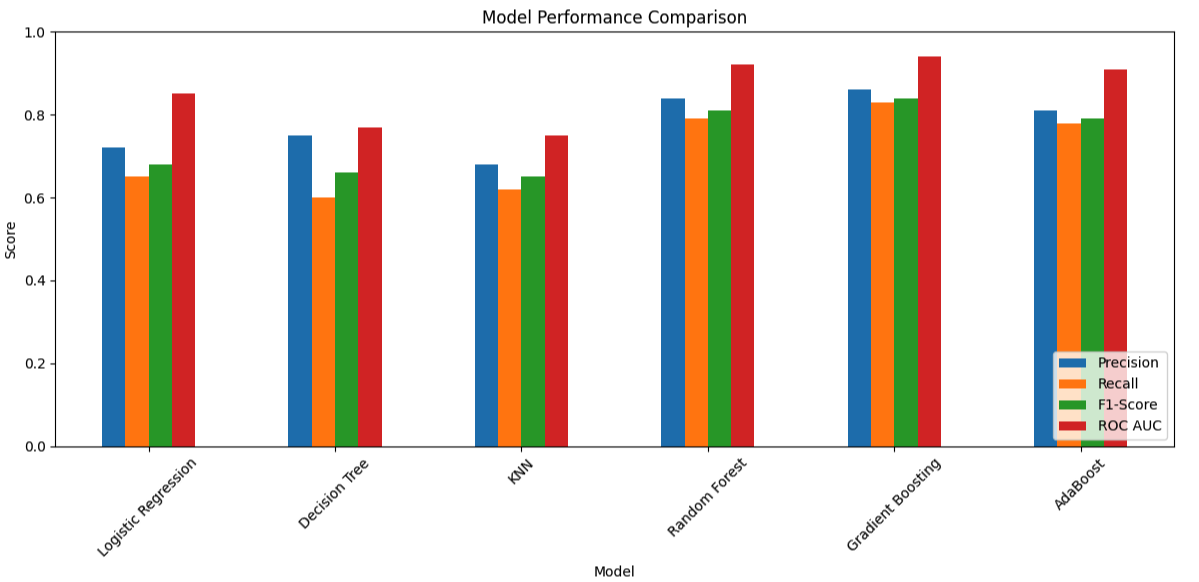 Model Performance Comparison
1.0
0.8
0.6
0.4
0.2
0.0
Score
Precision
Recall
F1-Score
ROC AUC
Logistic Regression
Decision Tree
KNN
Random Forest
Gradient Boosting
AdaBoost
Model